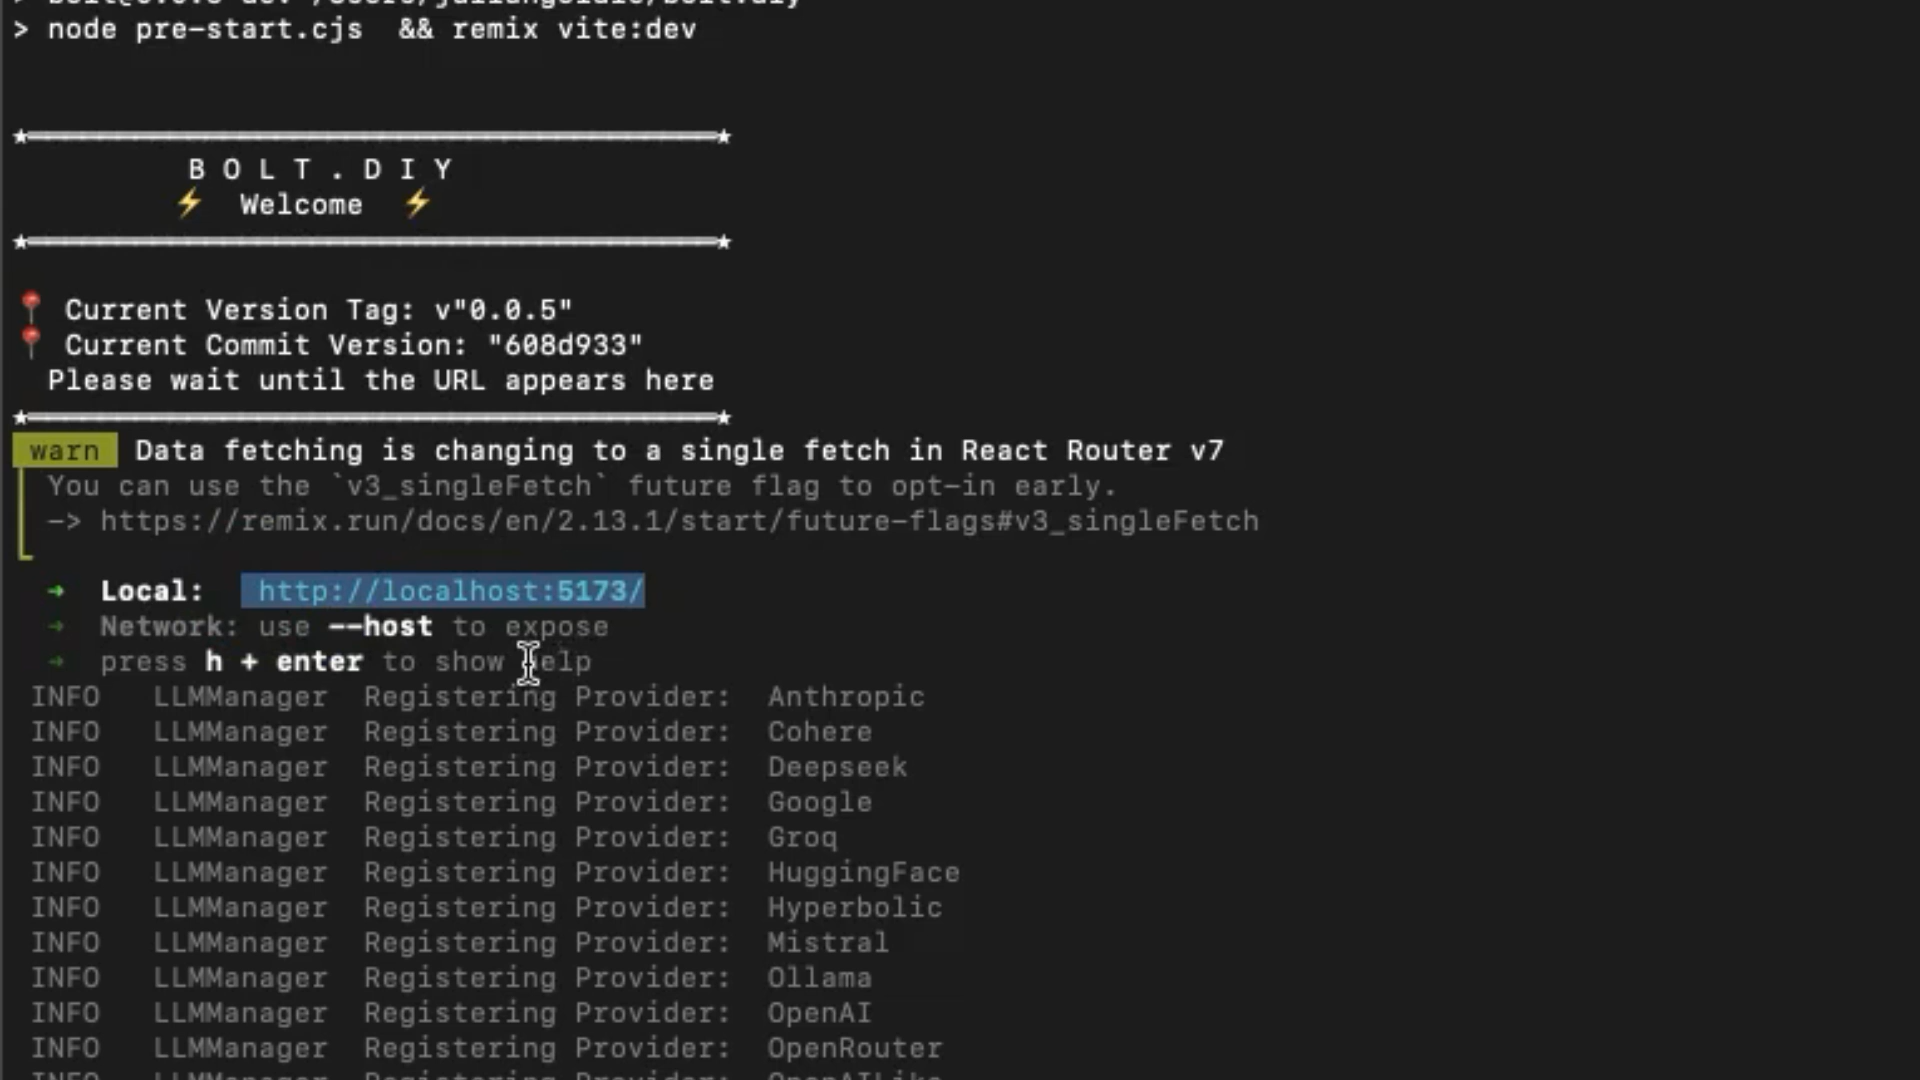 > node pre-start.cjs  && remix vite:dev
B O L T . D I Y
⚡ Welcome ⚡
📍 Current Version Tag: v"0.0.5"
📍 Current Commit Version: "608d933"
Please wait until the URL appears here
warn Data fetching is changing to a single fetch in React Router v7
You can use the `v3_singleFetch` future flag to opt-in early.
-> https://remix.run/docs/en/2.13.1/start/future-flags#v3_singleFetch
➜ Local: http://localhost:5173/
➜ Network: use --host to expose
➜ press h + enter to show help
INFO LLMManager Registering Provider: Anthropic
INFO LLMManager Registering Provider: Cohere
INFO LLMManager Registering Provider: Deepseek
INFO LLMManager Registering Provider: Google
INFO LLMManager Registering Provider: Groq
INFO LLMManager Registering Provider: HuggingFace
INFO LLMManager Registering Provider: Hyperbolic
INFO LLMManager Registering Provider: Mistral
INFO LLMManager Registering Provider: Ollama
INFO LLMManager Registering Provider: OpenAI
INFO LLMManager Registering Provider: OpenRouter